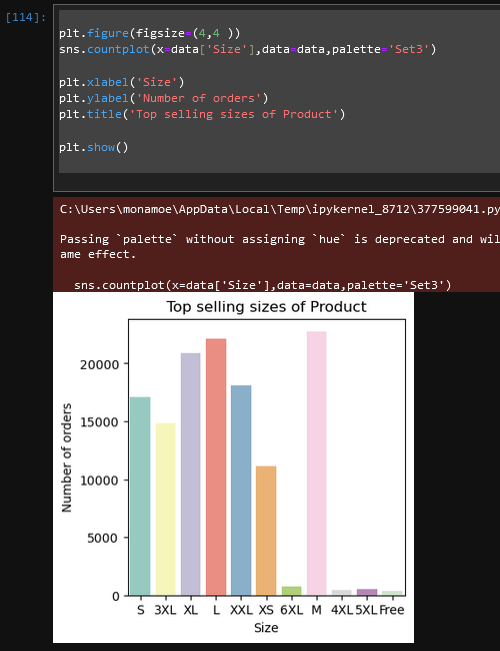 [114]:
plt.figure(figsize=(4,4 ))
sns.countplot(x=data['Size'],data=data,palette='Set3')
plt.xlabel('Size')
plt.ylabel('Number of orders')
plt.title('Top selling sizes of Product')
plt.show()
C:\Users\monamoe\AppData\Local\Temp\ipykernel_8712\377599041.py
Passing `palette` without assigning `hue` is deprecated and wil
ame effect.
sns.countplot(x=data['Size'],data=data,palette='Set3')
Top selling sizes of Product
Number of orders
20000
15000
10000
5000
0
S 3XL XL L XXL XS 6XL M 4XL 5XL Free
Size